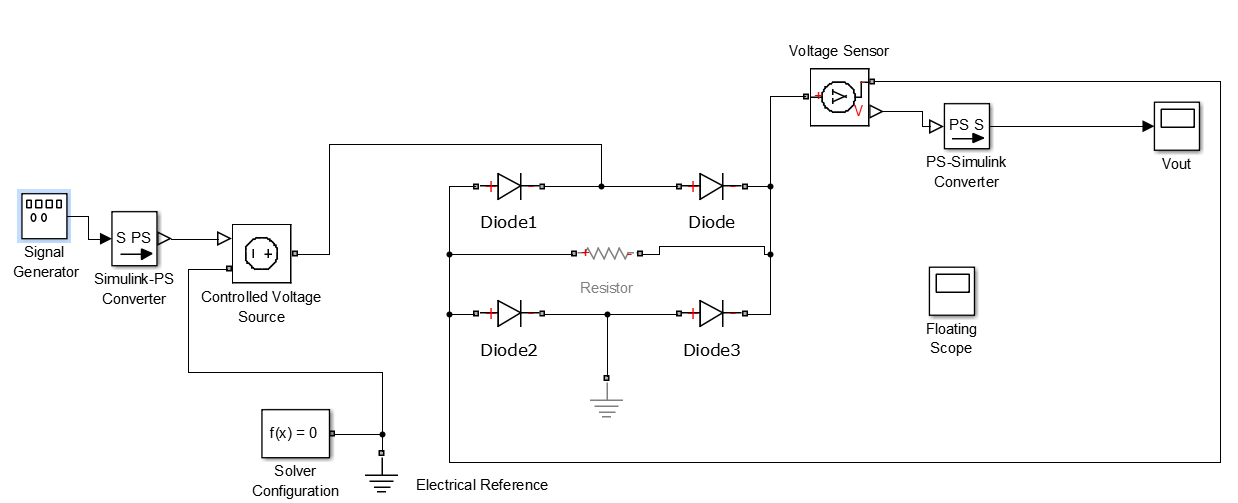 Voltage Sensor
V
PS S
PS-Simulink
Converter
Vout
Diode1
Diode
Signal
Generator
S PS
Simulink-PS
Converter
Controlled Voltage
Source
Resistor
Diode2
Diode3
Floating
Scope
f(x) = 0
Solver
Configuration
Electrical Reference